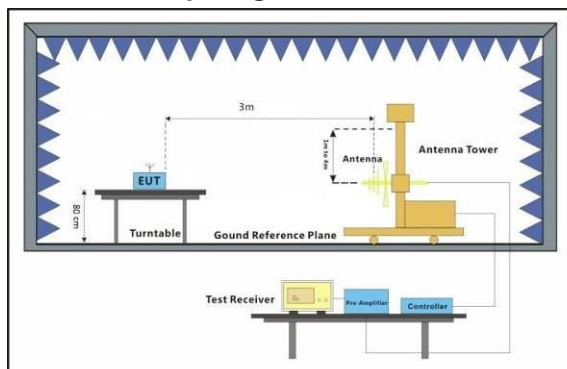 3m
Antenna
1m to 4m
Antenna Tower
EUT
80 cm
Turntable
Gound Reference Plane
Test Receiver
Pre-Amplifier
Controller